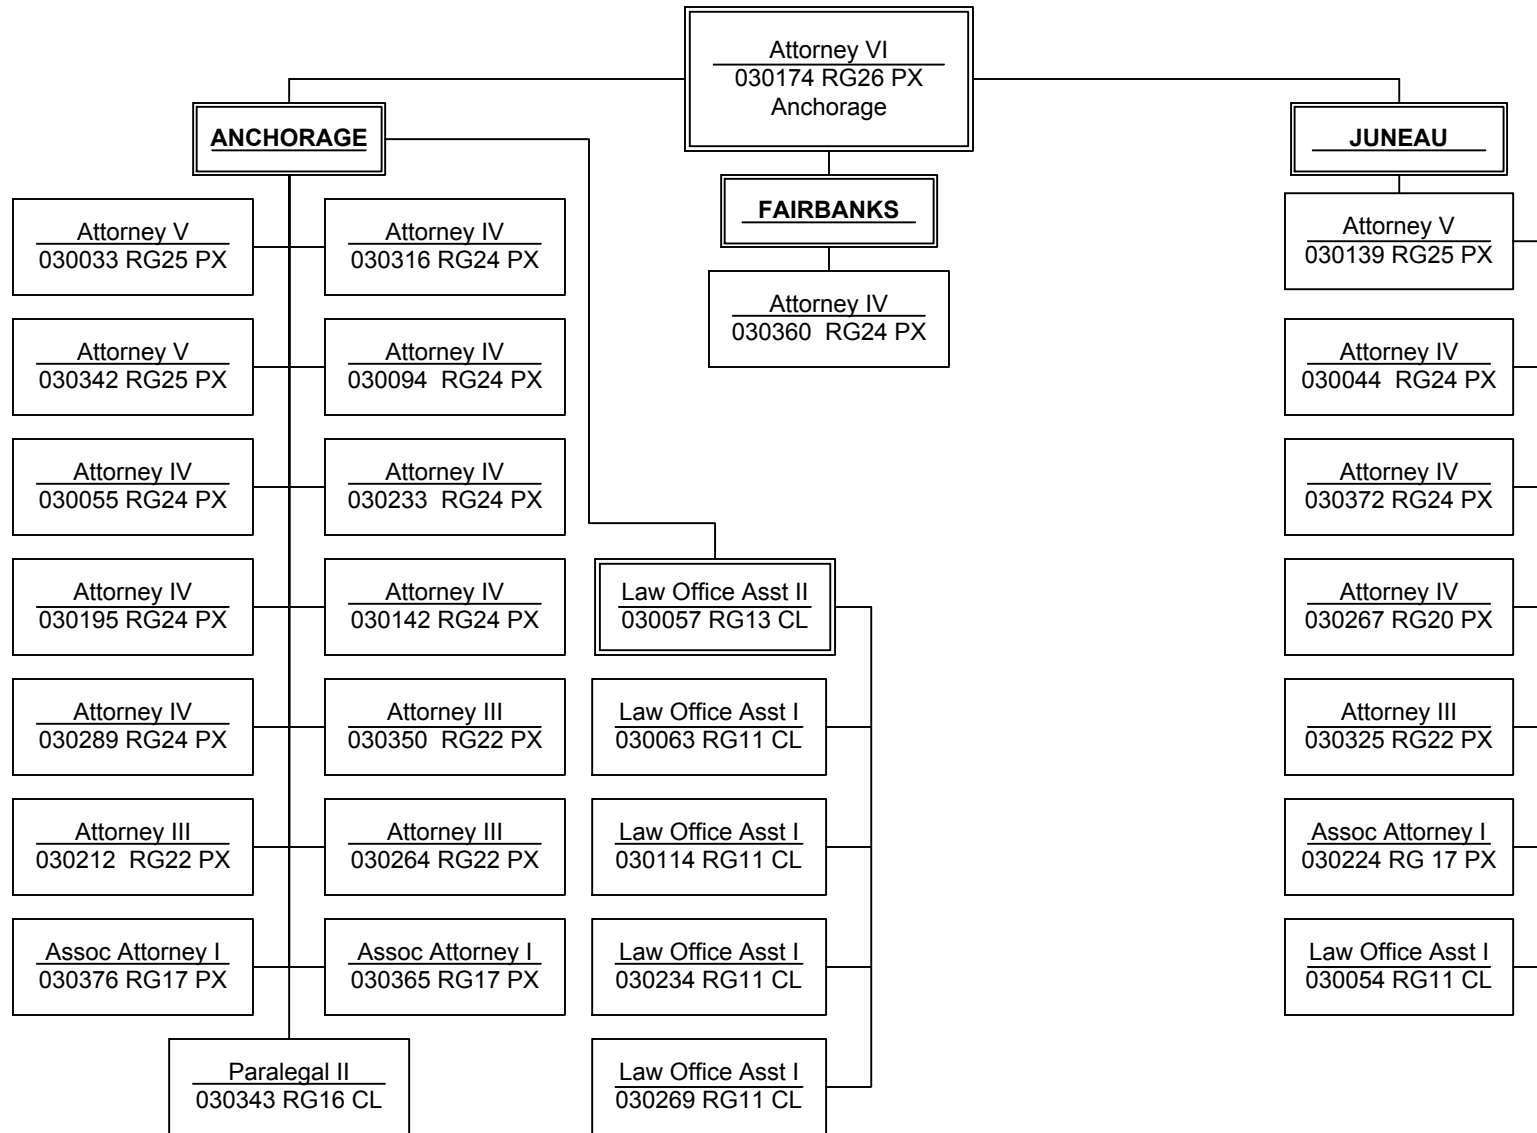 Attorney VI
030174 RG26 PX
Anchorage
ANCHORAGE
Attorney V
030033 RG25 PX
Attorney IV
030316 RG24 PX
Attorney V
030342 RG25 PX
Attorney IV
030094 RG24 PX
Attorney IV
030055 RG24 PX
Attorney IV
030233 RG24 PX
Attorney IV
030195 RG24 PX
Attorney IV
030142 RG24 PX
Attorney IV
030289 RG24 PX
Attorney III
030350 RG22 PX
Attorney III
030212 RG22 PX
Attorney III
030264 RG22 PX
Assoc Attorney I
030376 RG17 PX
Assoc Attorney I
030365 RG17 PX
Paralegal II
030343 RG16 CL
Law Office Asst II
030057 RG13 CL
Law Office Asst I
030063 RG11 CL
Law Office Asst I
030114 RG11 CL
Law Office Asst I
030234 RG11 CL
Law Office Asst I
030269 RG11 CL
FAIRBANKS
Attorney IV
030360 RG24 PX
JUNEAU
Attorney V
030139 RG25 PX
Attorney IV
030044 RG24 PX
Attorney IV
030372 RG24 PX
Attorney IV
030267 RG20 PX
Attorney III
030325 RG22 PX
Assoc Attorney I
030224 RG 17 PX
Law Office Asst I
030054 RG11 CL